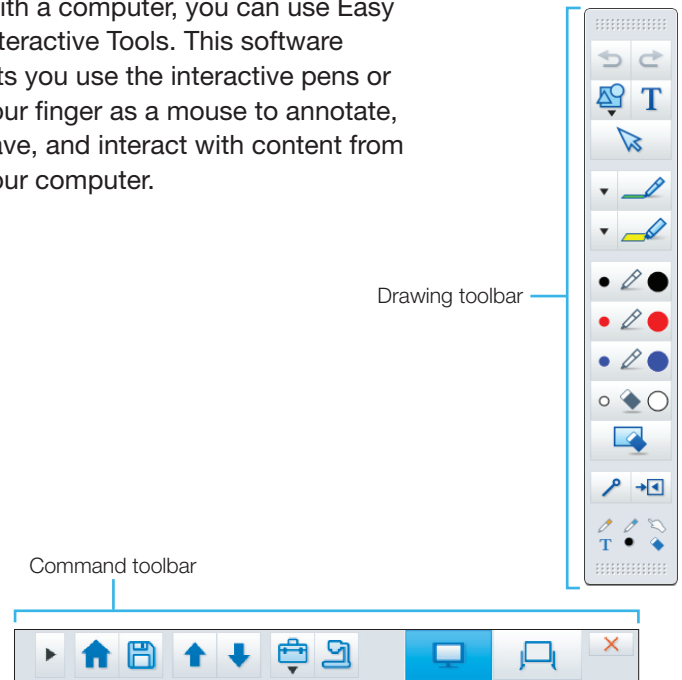 ith a computer, you can use Easy
teractive Tools. This software
ts you use the interactive pens or
our finger as a mouse to annotate,
ave, and interact with content from
our computer.
T
Drawing toolbar
T
Command toolbar